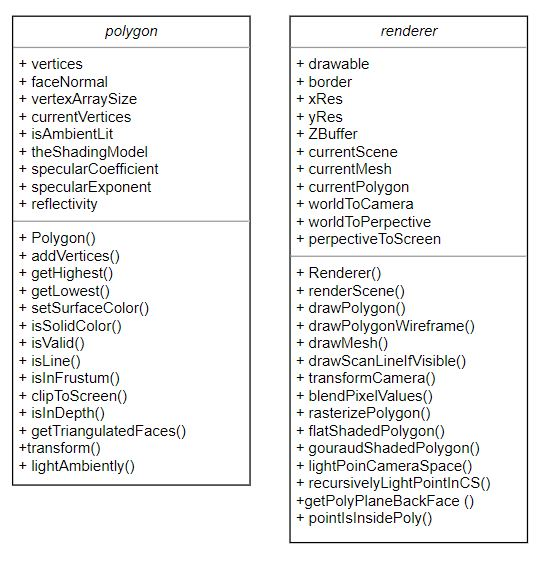 polygon
+ vertices
+ faceNormal
+ vertexArraySize
+ currentVertices
+ isAmbientLit
+ theShadingModel
+ specularCoefficient
+ specularExponent
+ reflectivity
+ Polygon()
+ addVertices()
+ getHighest()
+ getLowest()
+ setSurfaceColor()
+ isSolidColor()
+ isValid()
+ isLine()
+ isInFrustum()
+ clipToScreen()
+ isInDepth()
+ getTriangulatedFaces()
+transform()
+ lightAmbiently()
renderer
+ drawable
+ border
+ xRes
+ yRes
+ ZBuffer
+ currentScene
+ currentMesh
+ currentPolygon
+ worldToCamera
+ worldToPerpective
+ perpectiveToScreen
+ Renderer()
+ renderScene()
+ drawPolygon()
+ drawPolygonWireframe()
+ drawMesh()
+ drawScanLineIfVisible()
+ transformCamera()
+ blendPixelValues()
+ rasterizePolygon()
+ flatShadedPolygon()
+ gouraudShadedPolygon()
+ lightPoinCameraSpace()
+ recursivelyLightPointInCS()
+getPolyPlaneBackFace ()
+ pointIsInsidePoly()